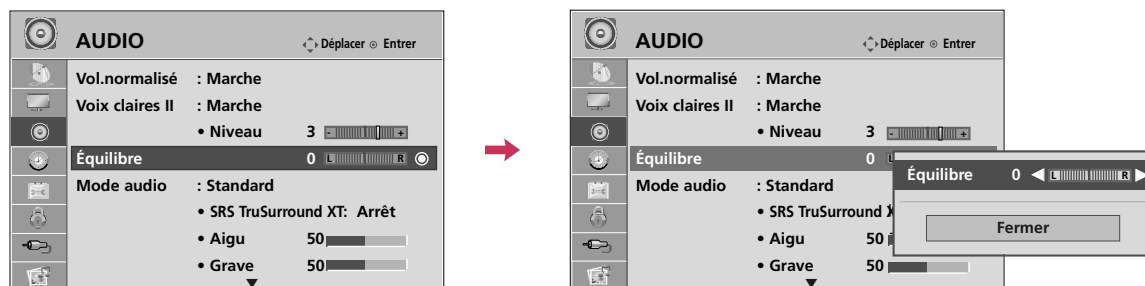 AUDIO
Déplacer Entrer
Vol.normalisé : Marche
Voix claires II : Marche
• Niveau 3 - +
Équilibre 0 L R
Mode audio : Standard
• SRS TruSurround XT: Arrêt
• Aigu 50
• Grave 50
AUDIO
Déplacer Entrer
Vol.normalisé : Marche
Voix claires II : Marche
• Niveau 3 - +
Équilibre 0 L
Mode audio : Standard
• SRS TruSurround X
• Aigu 50
• Grave 50
Équilibre 0 L R
Fermer